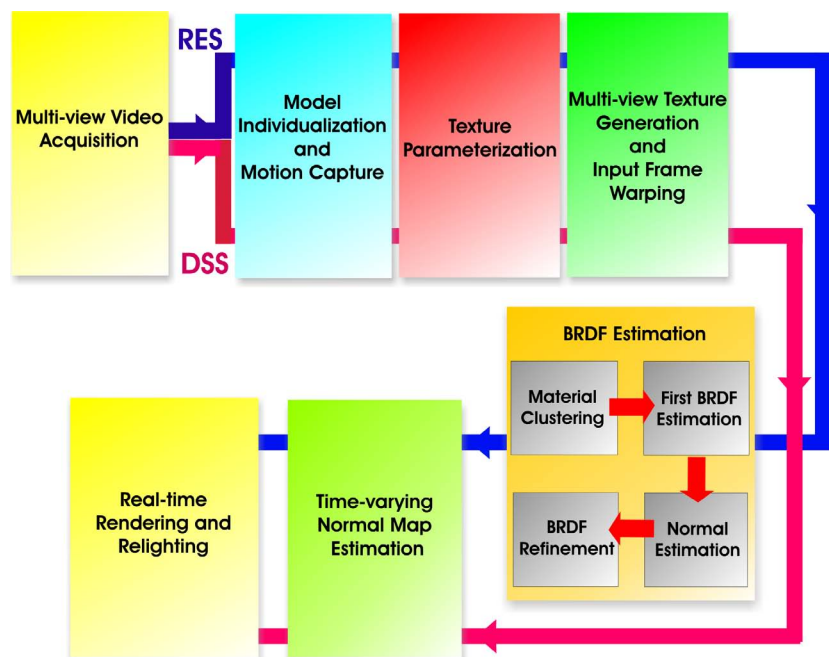 RES
Multi-view Video
Acquisition
DSS
Model
Individualization
and
Motion Capture
Texture
Parameterization
Multi-view Texture
Generation
and
Input Frame
Warping
BRDF Estimation
Material
Clustering
First BRDF
Estimation
BRDF
Refinement
Normal
Estimation
Time-varying
Normal Map
Estimation
Real-time
Rendering and
Relighting